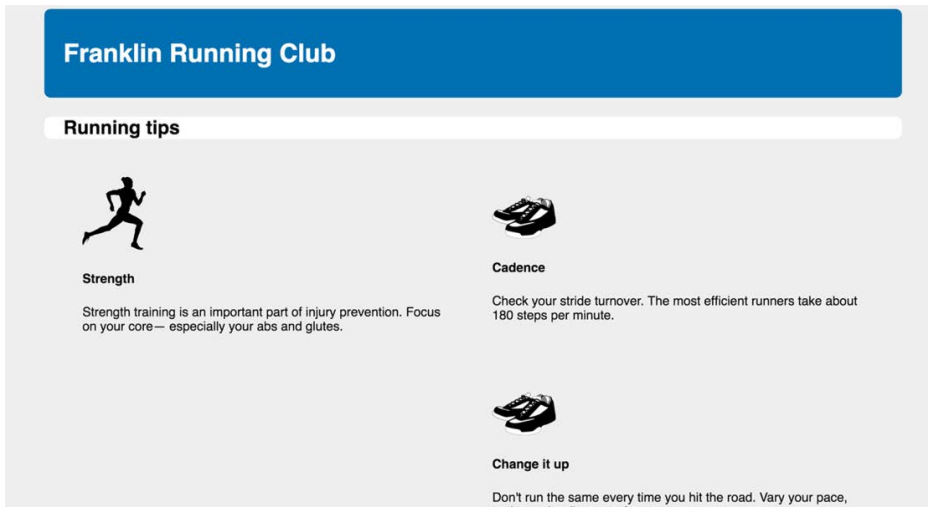 Franklin Running Club
Running tips
Strength
Strength training is an important part of injury prevention. Focus
on your core— especially your abs and glutes.
Cadence
Check your stride turnover. The most efficient runners take about
180 steps per minute.
Change it up
Don't run the same every time you hit the road. Vary your pace,